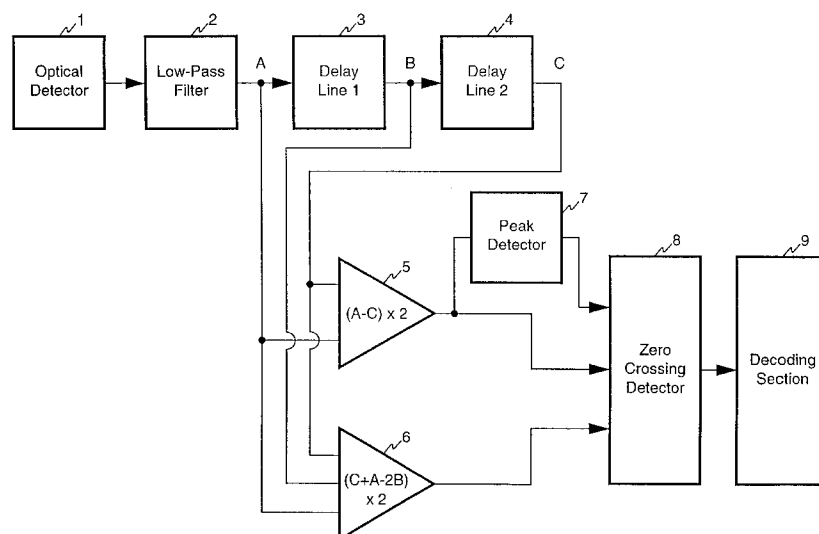 1
2
3
4
Optical
Detector
Low-Pass
Filter
A
Delay
Line 1
B
Delay
Line 2
C
5
(A-C) x 2
7
Peak
Detector
8
Zero
Crossing
Detector
9
Decoding
Section
6
(C+A-2B)
x 2